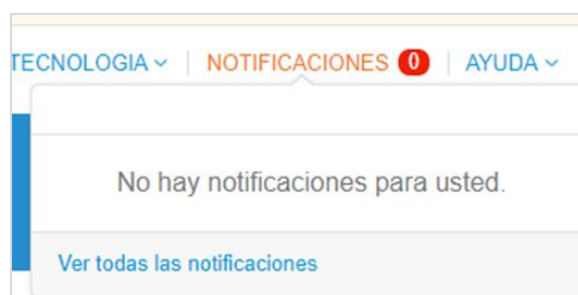 TECNOLOGIA NOTIFICACIONES 0 AYUDA
No hay notificaciones para usted.
Ver todas las notificaciones